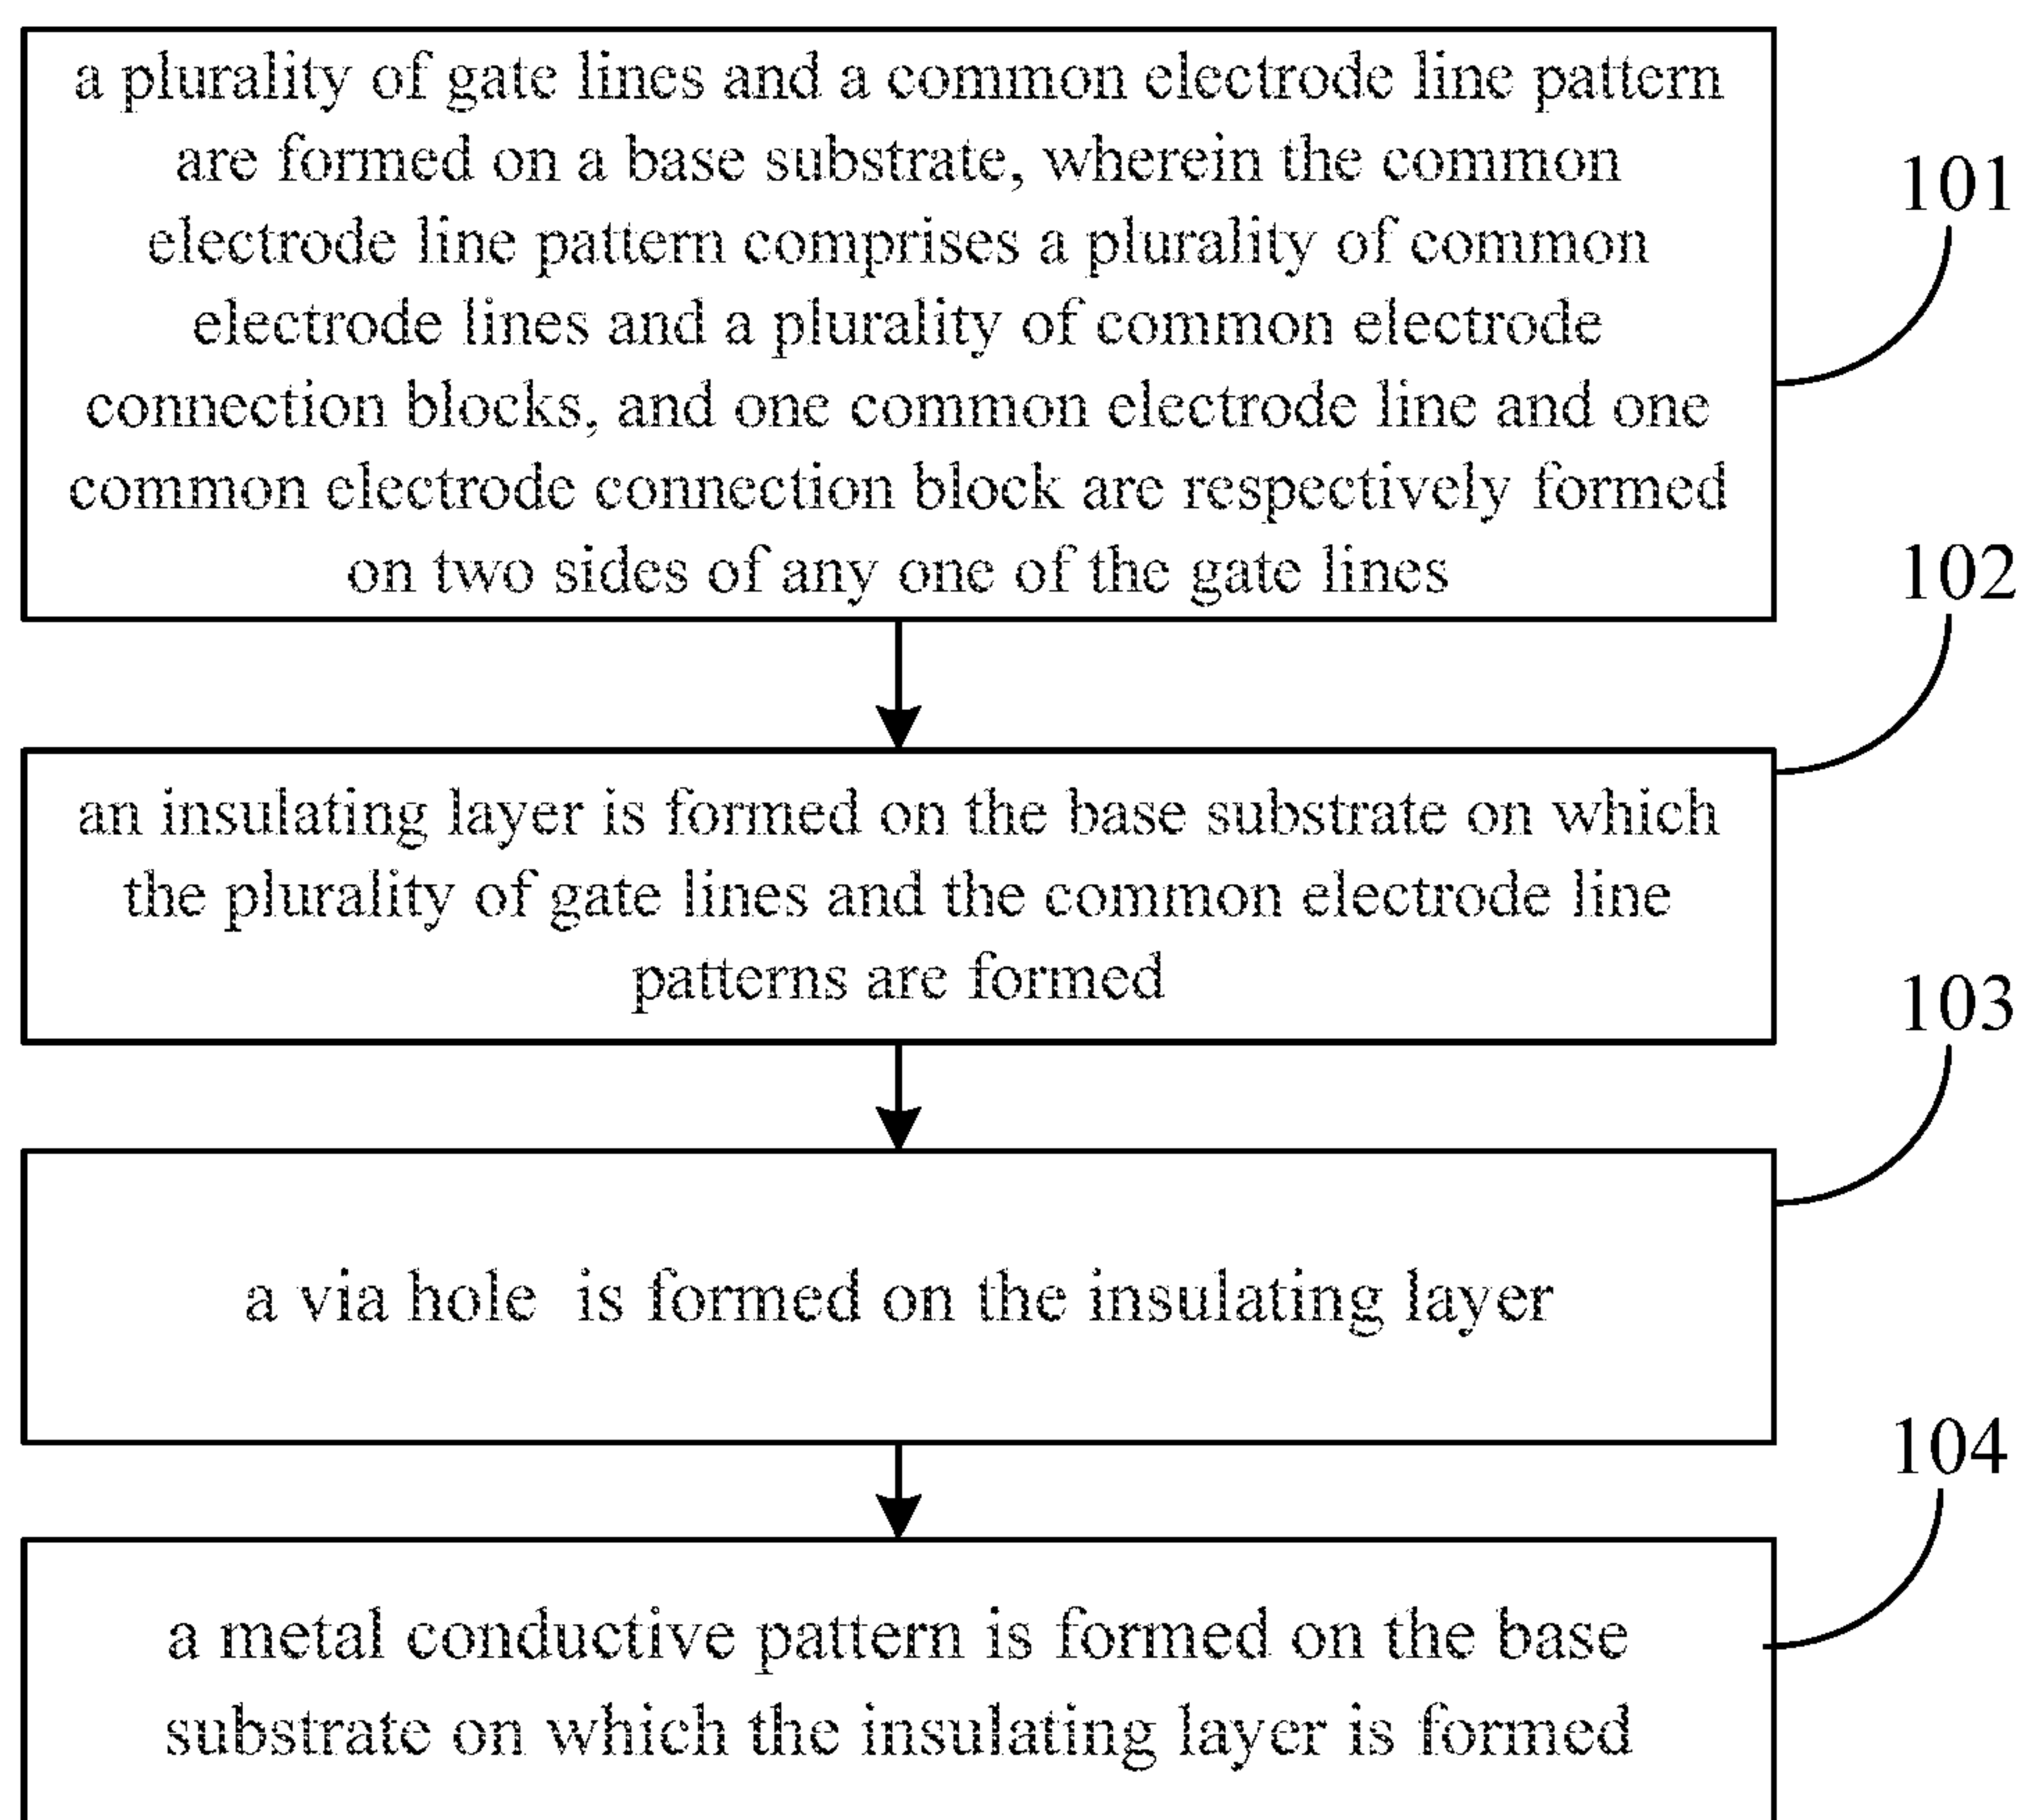 a plurality of gate lines and a common electrode line pattern
are formed on a base substrate, wherein the common
electrode line pattern comprises a plurality of common
electrode lines and a plurality of common electrode
connection blocks, and one common electrode line and one
common electrode connection block are respectively formed
on two sides of any one of the gate lines
101
102
an insulating layer is formed on the base substrate on which
the plurality of gate lines and the common electrode line
patterns are formed
103
a via hole is formed on the insulating layer
104
a metal conductive pattern is formed on the base
substrate on which the insulating layer is formed